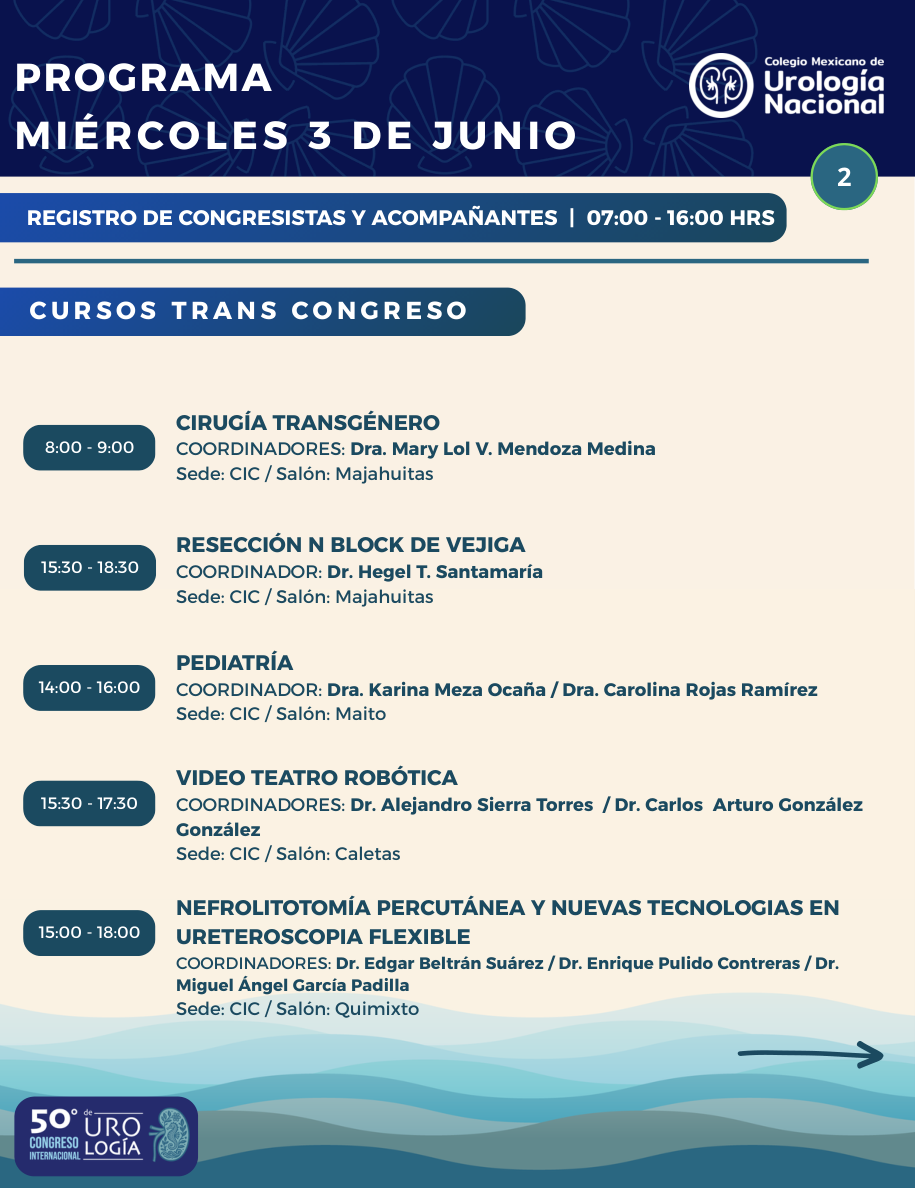 PROGRAMA
MIÉRCOLES 3 DE JUNIO
Colegio Mexicano de
Urología
Nacional
2
REGISTRO DE CONGRESISTAS Y ACOMPAÑANTES | 07:00 - 16:00 HRS
CURSOS TRANS CONGRESO
8:00 - 9:00
CIRUGÍA TRANSGÉNERO
COORDINADORES: Dra. Mary Lol V. Mendoza Medina
Sede: CIC / Salón: Majahuitas
15:30 - 18:30
RESECCIÓN N BLOCK DE VEJIGA
COORDINADOR: Dr. Hegel T. Santamaría
Sede: CIC / Salón: Majahuitas
14:00 - 16:00
PEDIATRÍA
COORDINADOR: Dra. Karina Meza Ocaña / Dra. Carolina Rojas Ramírez
Sede: CIC / Salón: Maito
15:30 - 17:30
VIDEO TEATRO ROBÓTICA
COORDINADORES: Dr. Alejandro Sierra Torres / Dr. Carlos Arturo González
González
Sede: CIC / Salón: Caletas
15:00 - 18:00
NEFROLITOTOMÍA PERCUTÁNEA Y NUEVAS TECNOLOGIAS EN
URETEROSCOPIA FLEXIBLE
COORDINADORES: Dr. Edgar Beltrán Suárez / Dr. Enrique Pulido Contreras / Dr.
Miguel Ángel García Padilla
Sede: CIC / Salón: Quimixto
50° CONGRESO
INTERNACIONAL
de
URO
LOGÍA